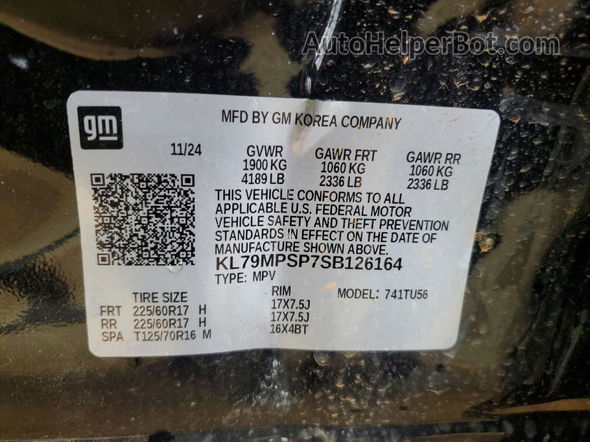 AutoHelperBot.com
gm
MFD BY GM KOREA COMPANY
11/24 GVWR GAWR FRT GAWR RR
1900 KG 1060 KG 1060 KG
4189 LB 2336 LB 2336 LB
THIS VEHICLE CONFORMS TO ALL
APPLICABLE U.S. FEDERAL MOTOR
VEHICLE SAFETY AND THEFT PREVENTION
STANDARDS IN EFFECT ON THE DATE OF
MANUFACTURE SHOWN ABOVE.
KL79MPSP7SB126164
TYPE: MPV
TIRE SIZE RIM MODEL: 741TU56
FRT 225/60R17 H 17X7.5J
RR 225/60R17 H 17X7.5J
SPA T125/70R16 M 16X4BT